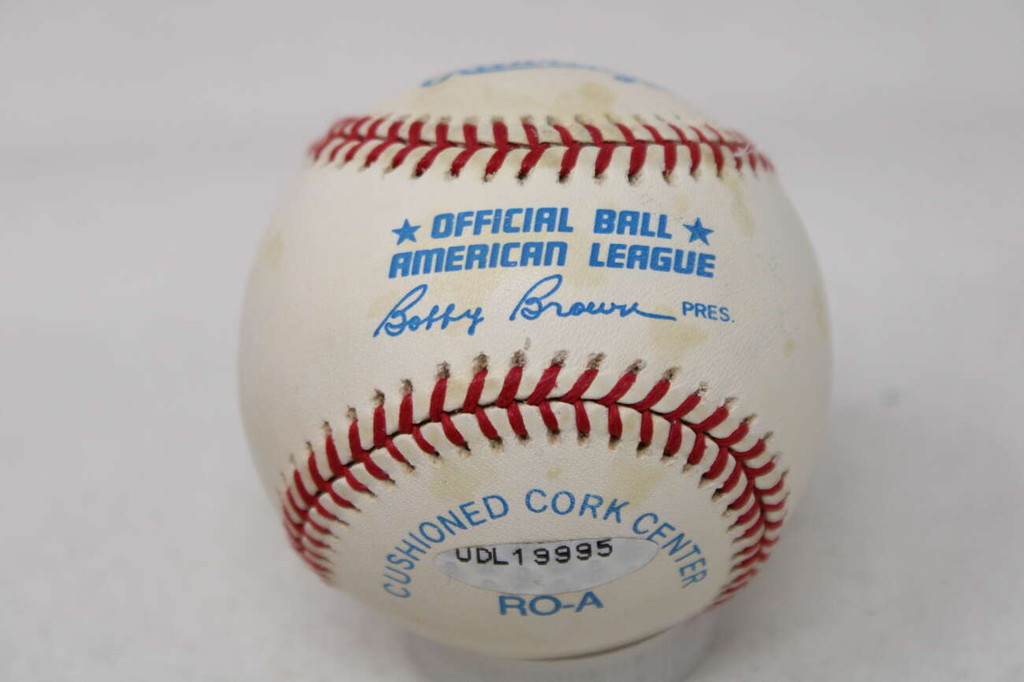 ★ OFFICIAL BALL ★
AMERICAN LEAGUE
Bobby Brown PRES.
CUSHIONED CORK CENTER
UDL19995
RO-A